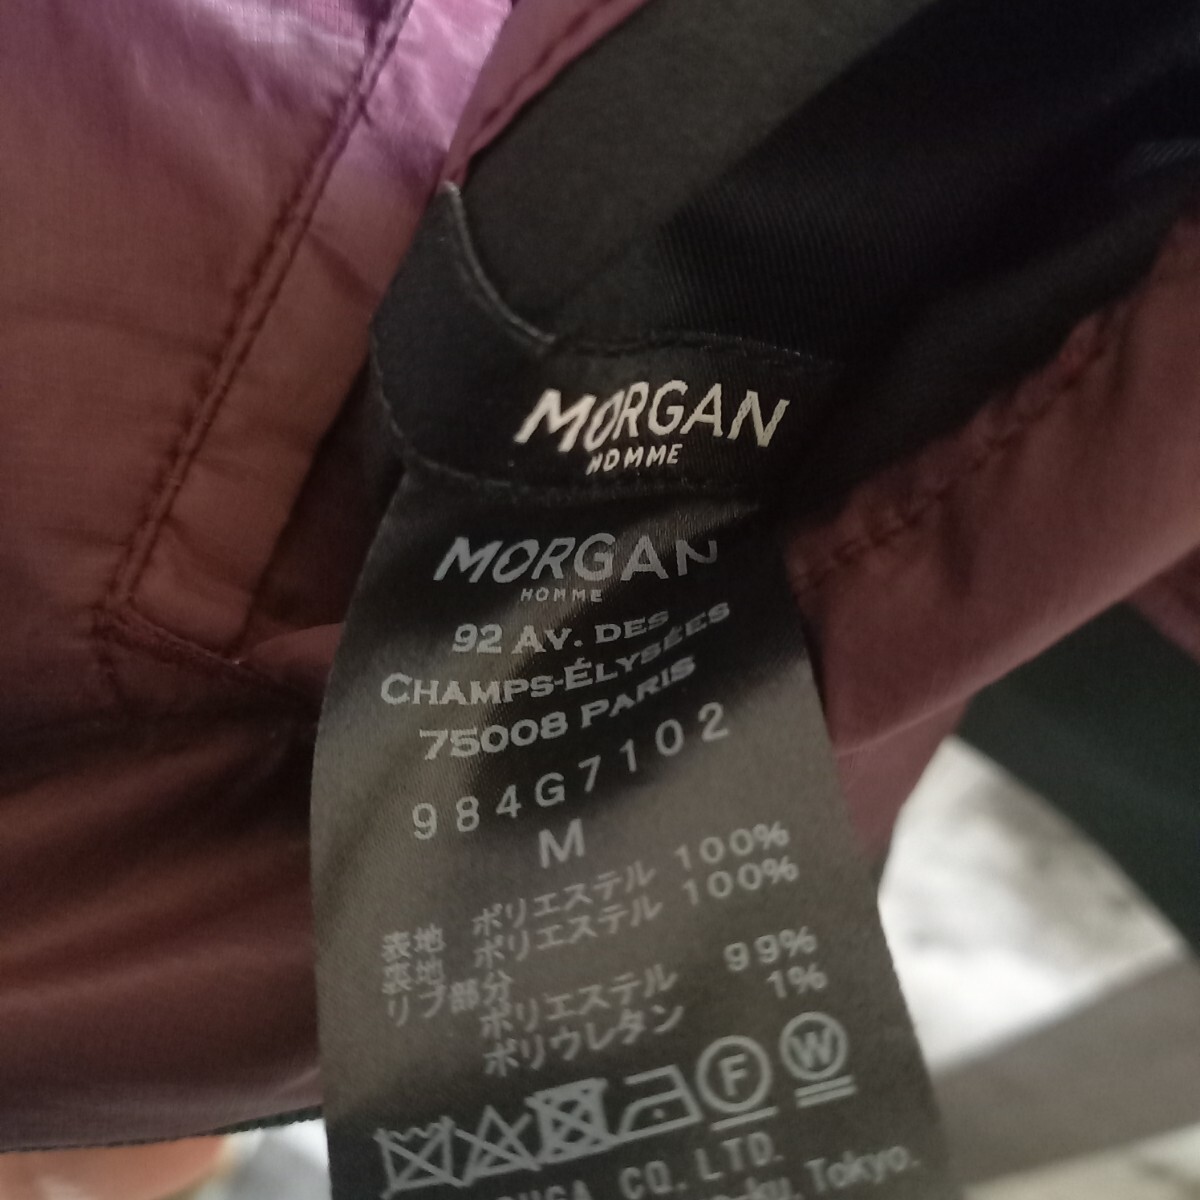 MORGAN
HOMME
MORGAN
HOMME
92 AV. DES
CHAMPS-ÉLYSÉES
75008 PARIS
984G7102
M
表地 ポリエステル 100%
裏地 ポリエステル 100%
リブ部分
ポリエステル 99%
ポリウレタン 1%
F W
CO. LTD.
Tokyo.